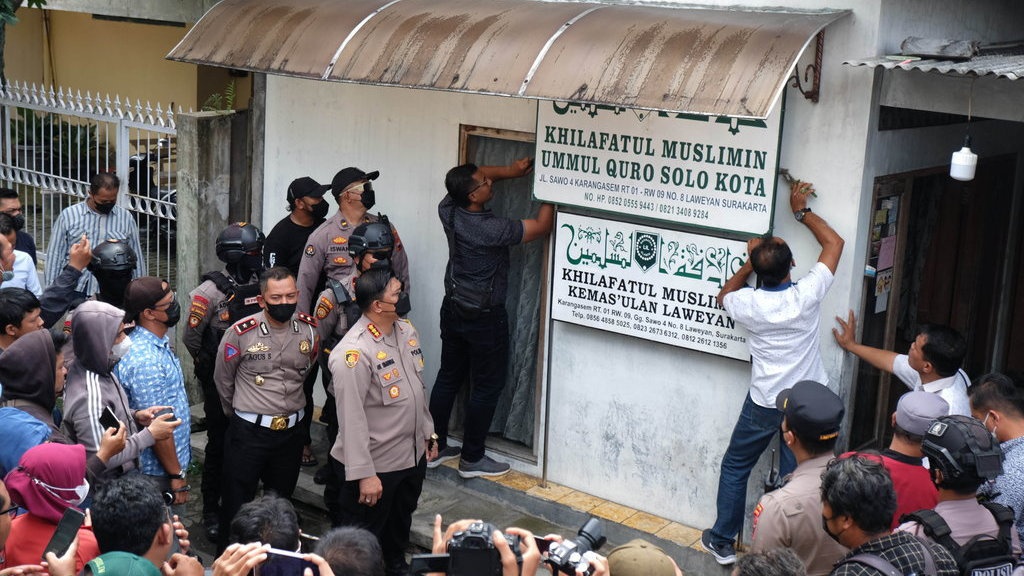 KHILAFATUL MUSLIMIN
UMMUL QURO SOLO KOTA
JL. SAWO 4 KARANGASEM RT 01 - RW 09 NO. 8 LAWEYAN SURAKARTA
NO. HP. 0852 0555 9443 / 0821 3408 9284
KHILAFATUL MUSLIM
KEMAS'ULAN LAWEYAN
Karangasem RT. 01 RW. 09, Gg. Sawo 4 No. 8 Laweyan, Surakarta
Telp. 0856 4858 5025, 0823 2673 6312, 0812 2612 1356
AGUS S
ISWAN
POLISI